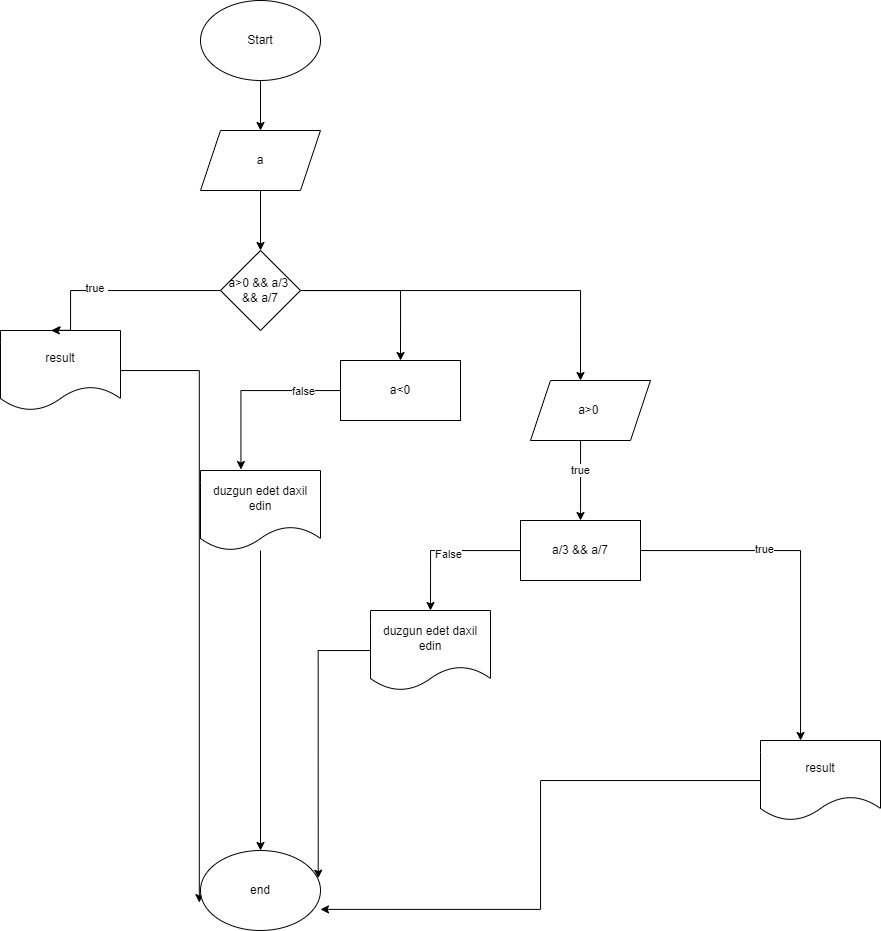 Start
a
a>0 && a/3
&& a/7
true
result
a<0
false
a>0
duzgun edet daxil
edin
true
a/3 && a/7
False
true
duzgun edet daxil
edin
result
end